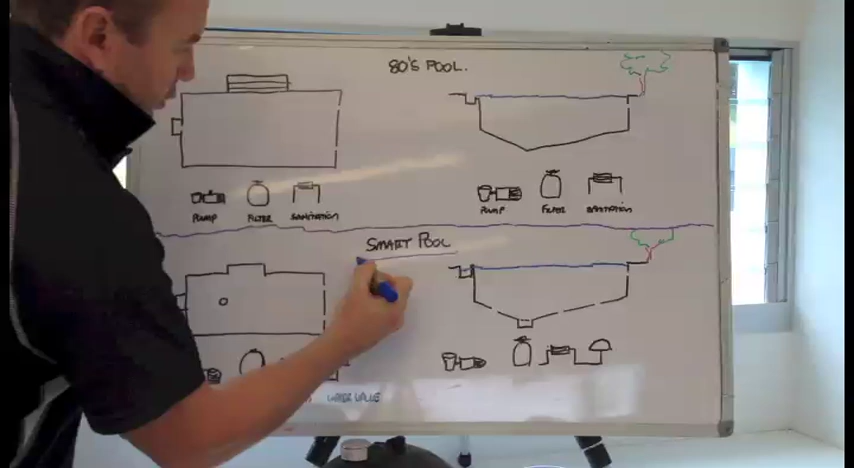 80'S POOL.
PUMP FILTER SANITATION
PUMP FILTER SANITATION
SMART POOL
VALVE